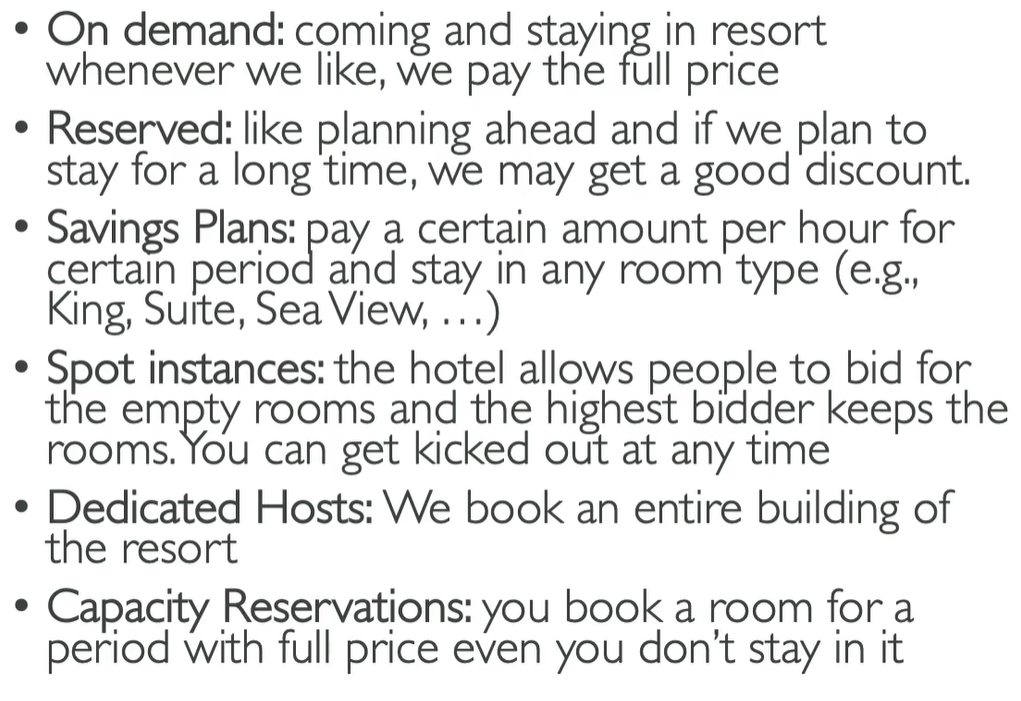 • On demand: coming and staying in resort
whenever we like, we pay the full price
• Reserved: like planning ahead and if we plan to
stay for a long time, we may get a good discount.
• Savings Plans: pay a certain amount per hour for
certain period and stay in any room type (e.g.,
King, Suite, Sea View, …)
• Spot instances: the hotel allows people to bid for
the empty rooms and the highest bidder keeps the
rooms. You can get kicked out at any time
• Dedicated Hosts: We book an entire building of
the resort
• Capacity Reservations: you book a room for a
period with full price even you don’t stay in it